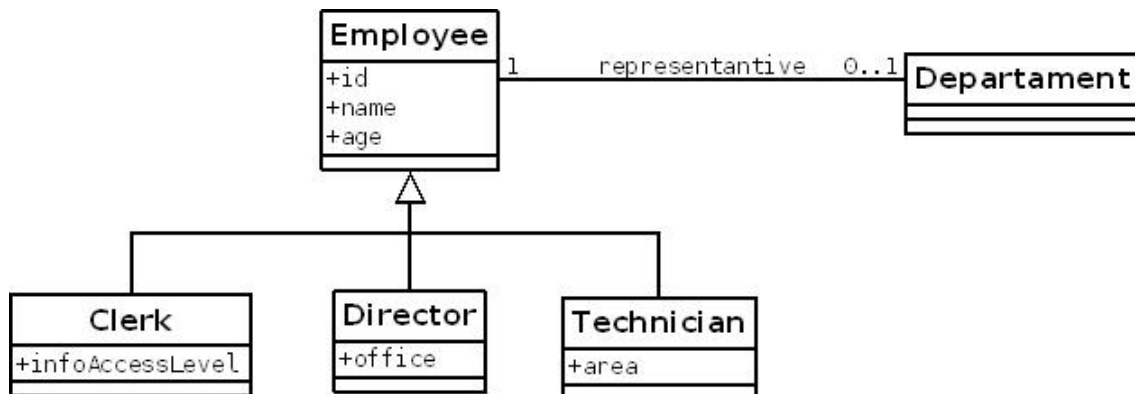 Employee
+id
+name
+age
1 representantive 0..1
Departament
Clerk
+infoAccessLevel
Director
+office
Technician
+area